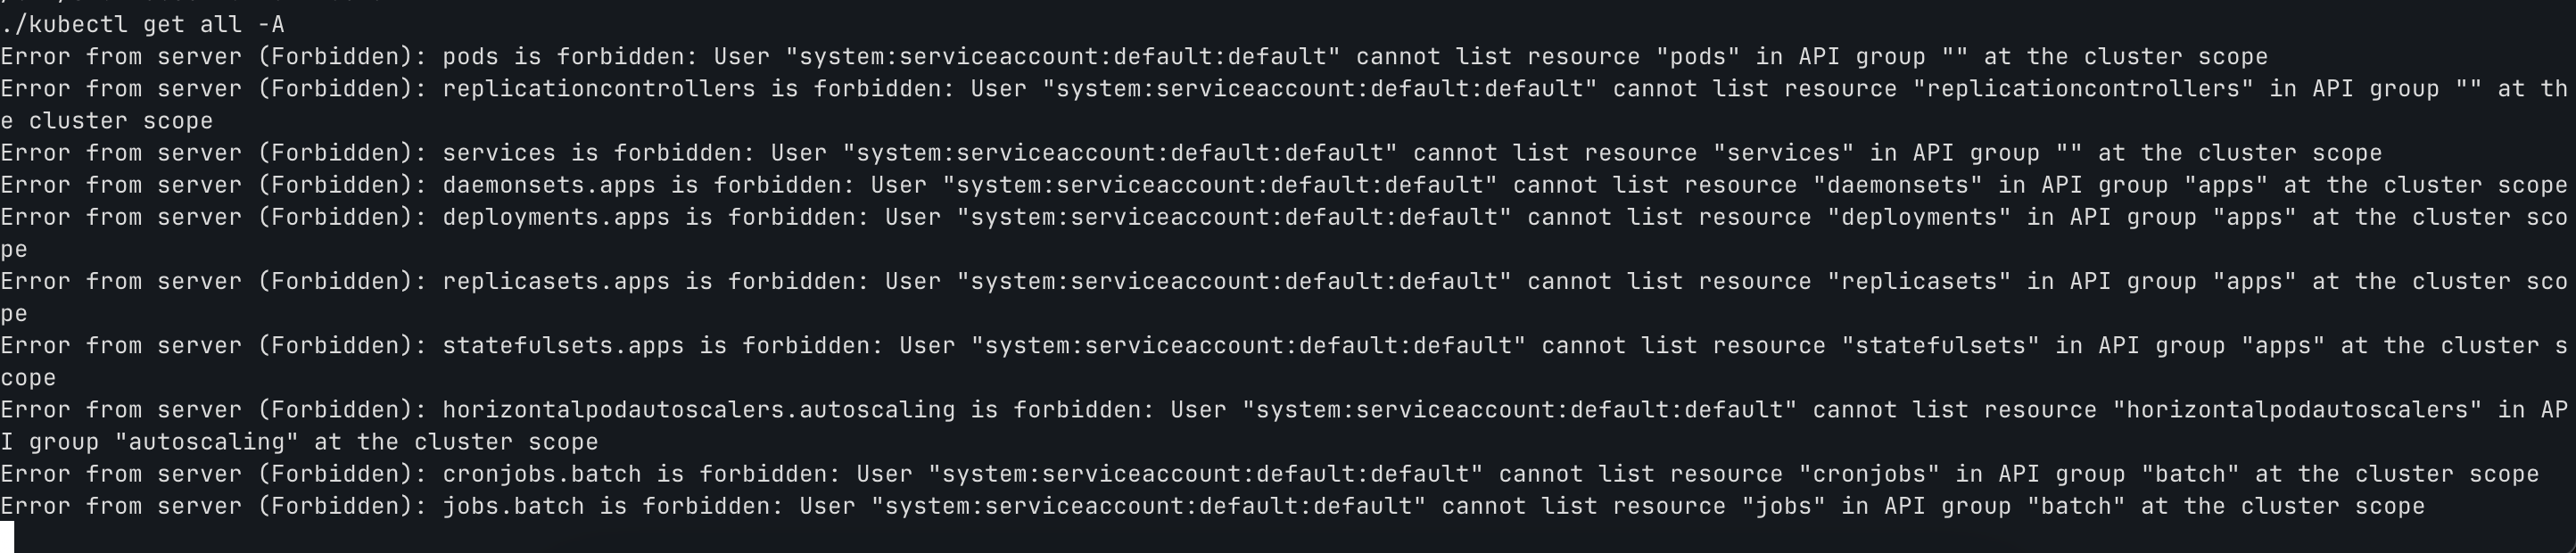 ./kubectl get all -A
Error from server (Forbidden): pods is forbidden: User "system:serviceaccount:default:default" cannot list resource "pods" in API group "" at the cluster scope
Error from server (Forbidden): replicationcontrollers is forbidden: User "system:serviceaccount:default:default" cannot list resource "replicationcontrollers" in API group "" at th
e cluster scope
Error from server (Forbidden): services is forbidden: User "system:serviceaccount:default:default" cannot list resource "services" in API group "" at the cluster scope
Error from server (Forbidden): daemonsets.apps is forbidden: User "system:serviceaccount:default:default" cannot list resource "daemonsets" in API group "apps" at the cluster scope
Error from server (Forbidden): deployments.apps is forbidden: User "system:serviceaccount:default:default" cannot list resource "deployments" in API group "apps" at the cluster sco
pe
Error from server (Forbidden): replicasets.apps is forbidden: User "system:serviceaccount:default:default" cannot list resource "replicasets" in API group "apps" at the cluster sco
pe
Error from server (Forbidden): statefulsets.apps is forbidden: User "system:serviceaccount:default:default" cannot list resource "statefulsets" in API group "apps" at the cluster s
cope
Error from server (Forbidden): horizontalpodautoscalers.autoscaling is forbidden: User "system:serviceaccount:default:default" cannot list resource "horizontalpodautoscalers" in AP
I group "autoscaling" at the cluster scope
Error from server (Forbidden): cronjobs.batch is forbidden: User "system:serviceaccount:default:default" cannot list resource "cronjobs" in API group "batch" at the cluster scope
Error from server (Forbidden): jobs.batch is forbidden: User "system:serviceaccount:default:default" cannot list resource "jobs" in API group "batch" at the cluster scope